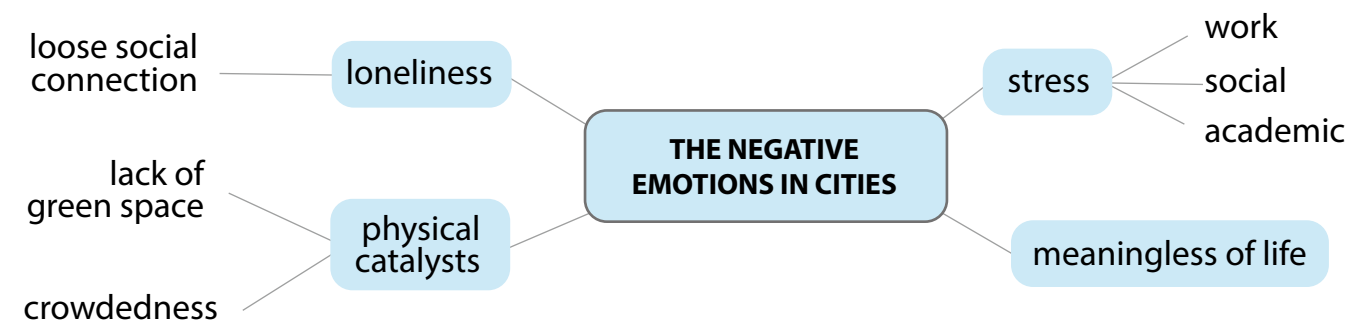 loose social
connection
loneliness
lack of
green space
physical
catalysts
crowdedness
THE NEGATIVE
EMOTIONS IN CITIES
stress
work
social
academic
meaningless of life